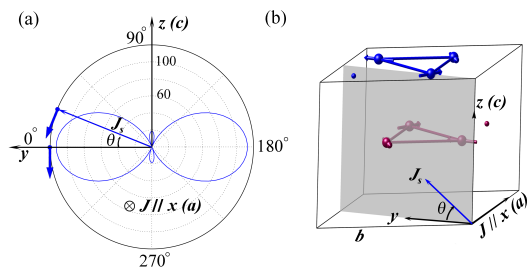 (a)
z (c)
90°
100
60
J_s
θ
0°
y
180°
⊗ J // x (a)
270°
(b)
z (c)
J_s
θ
y
b
J // x (a)